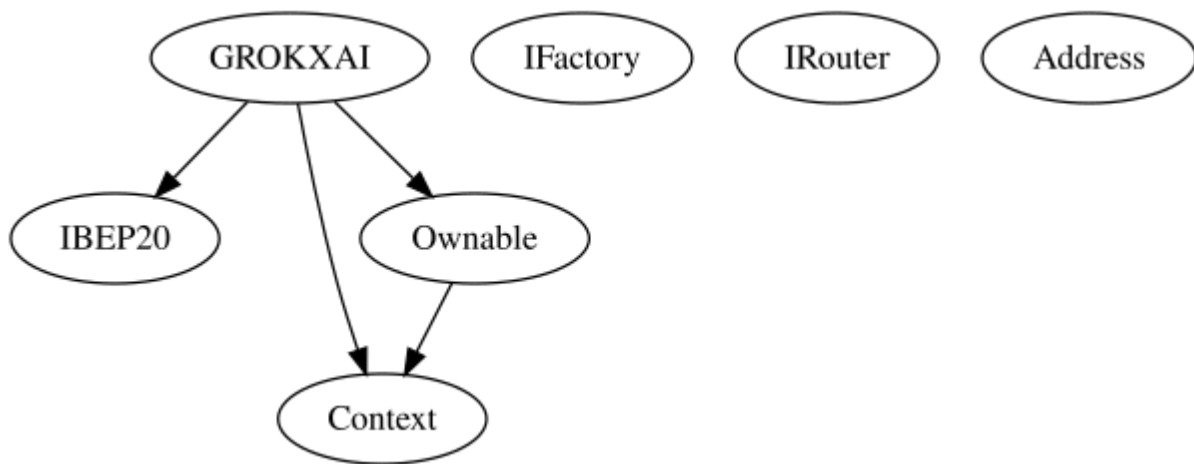 GROKXAI
IFactory
IRouter
Address
IBEP20
Ownable
Context